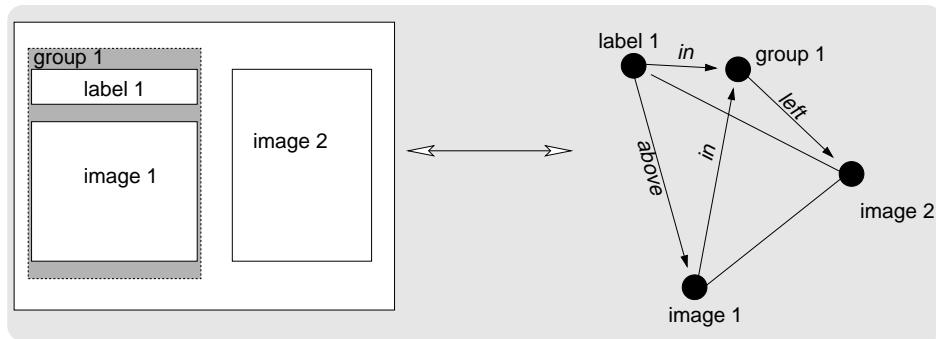 group 1
label 1
image 1
image 2
label 1
in
group 1
left
above
in
image 2
image 1